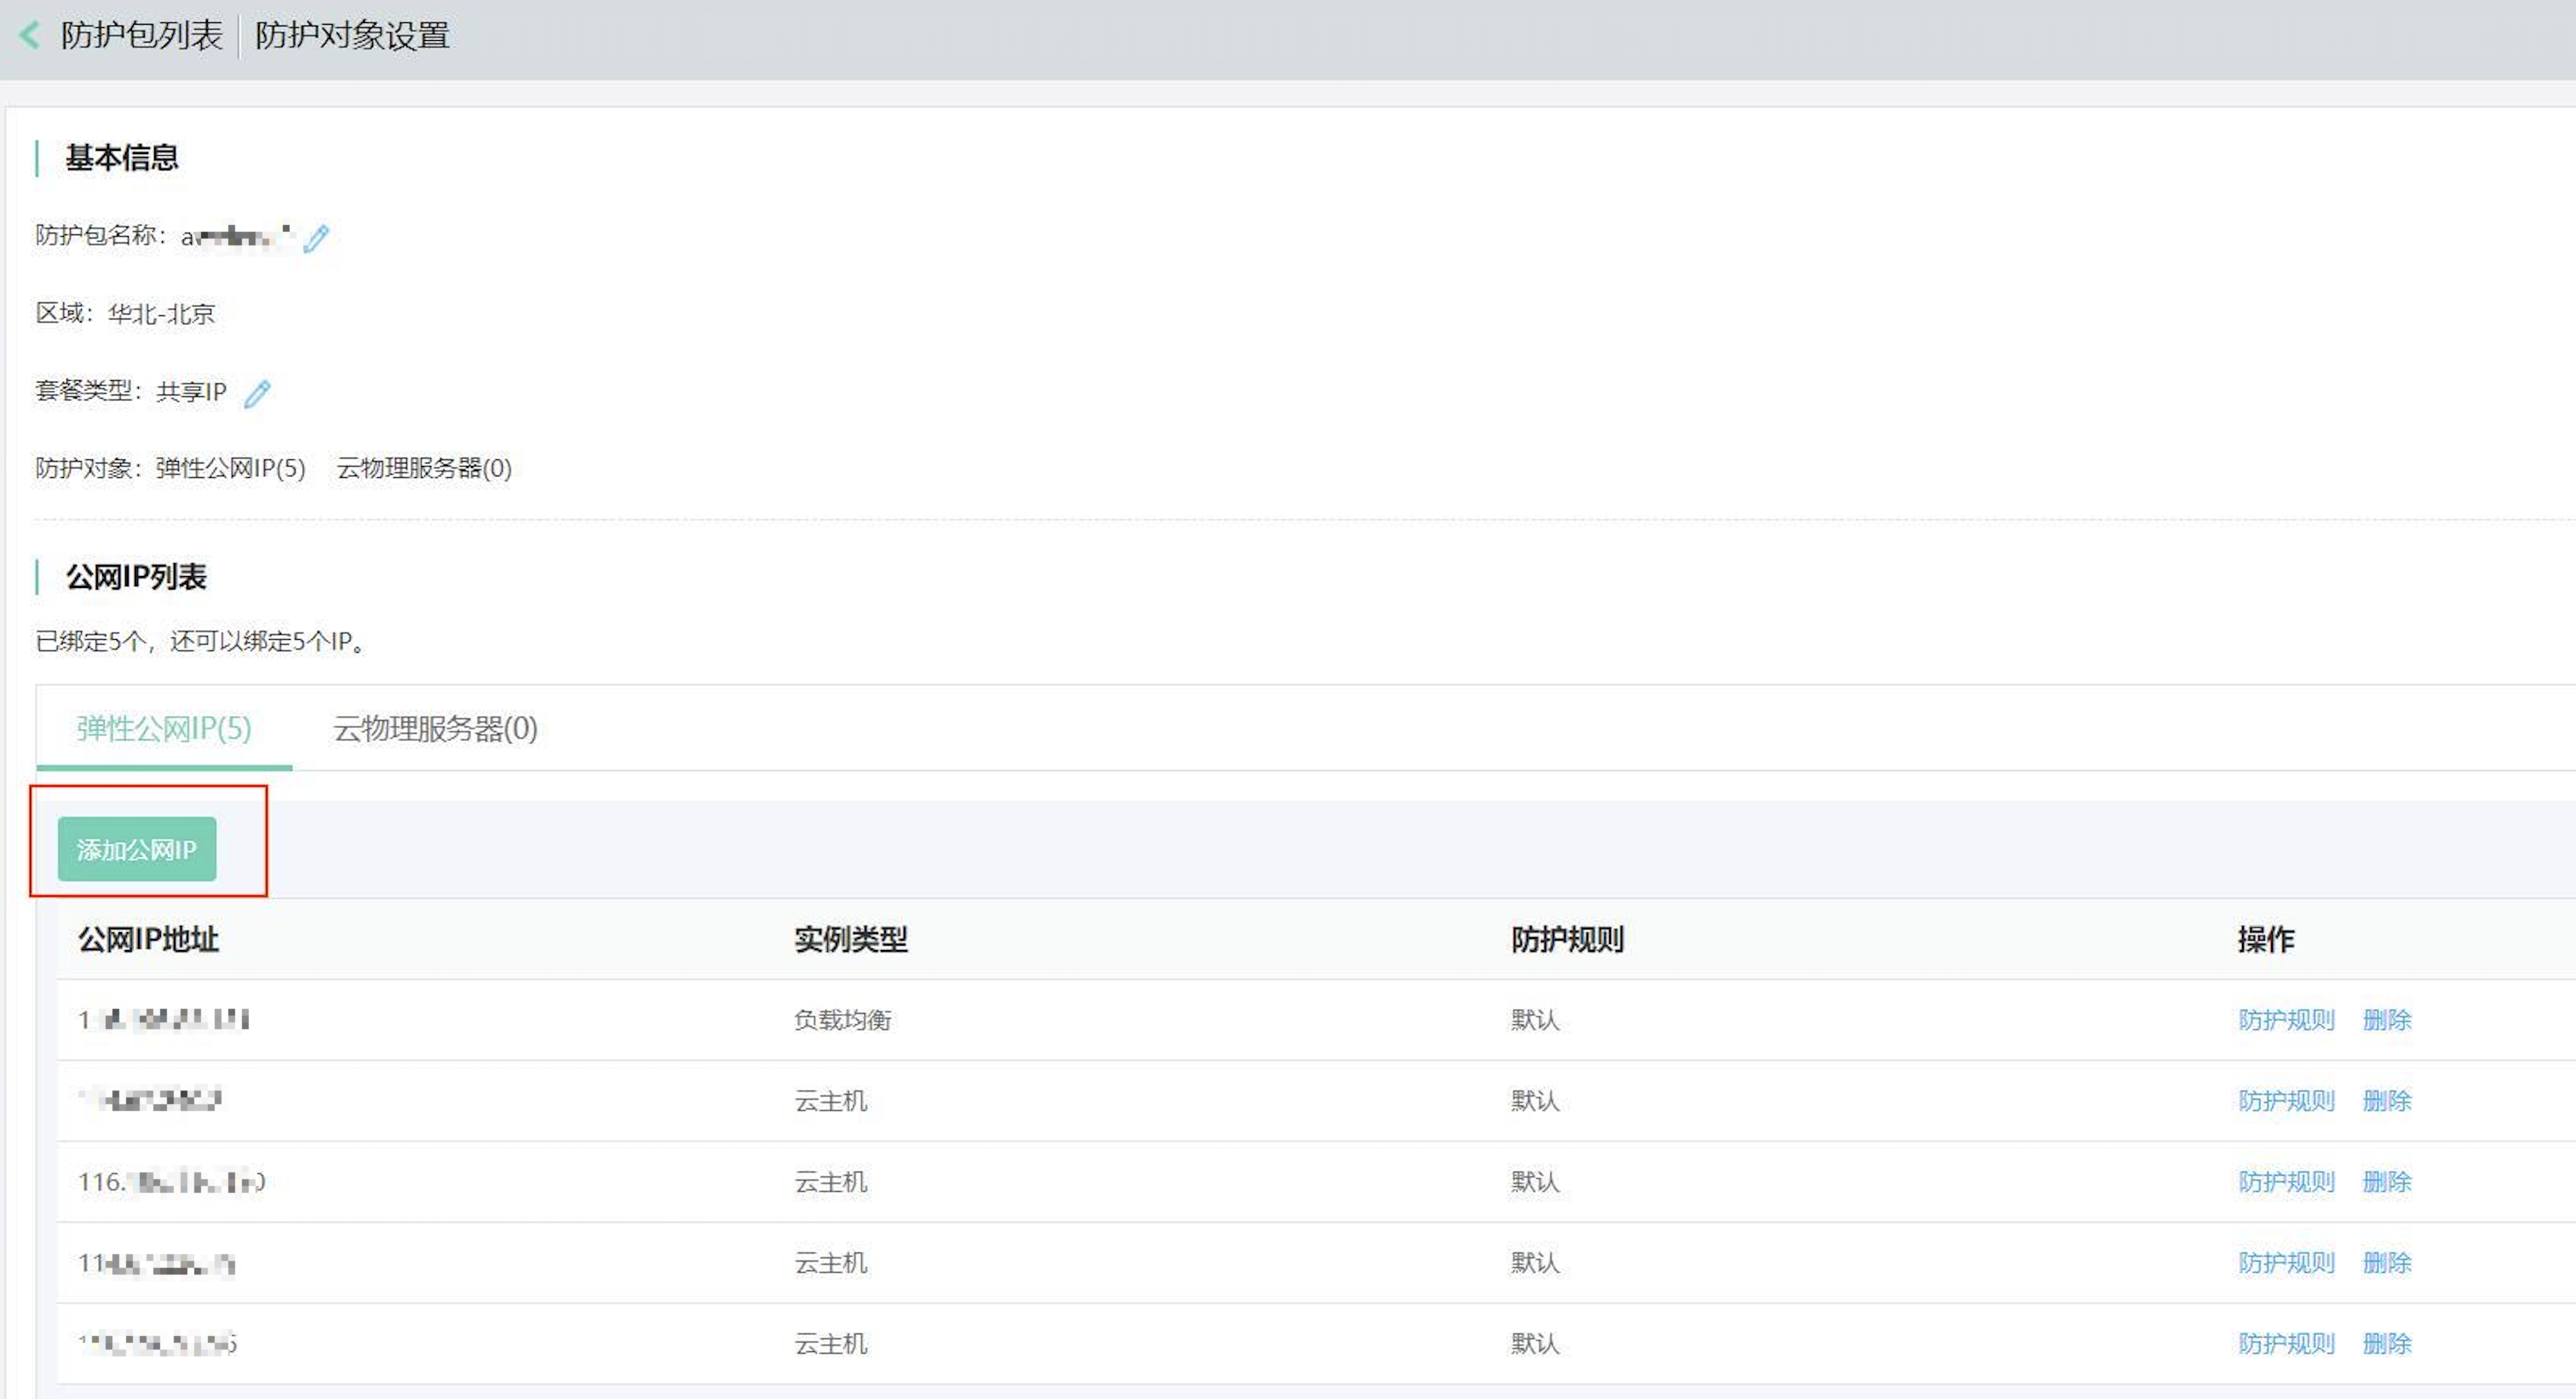 防护包列表 防护对象设置
基本信息
防护包名称：
区域：华北-北京
套餐类型：共享IP
防护对象：弹性公网IP(5) 云物理服务器(0)
公网IP列表
已绑定5个，还可以绑定5个IP。
弹性公网IP(5) 云物理服务器(0)
添加公网IP
公网IP地址 实例类型 防护规则 操作
负载均衡 默认 防护规则 删除
云主机 默认 防护规则 删除
116. 云主机 默认 防护规则 删除
云主机 默认 防护规则 删除
云主机 默认 防护规则 删除